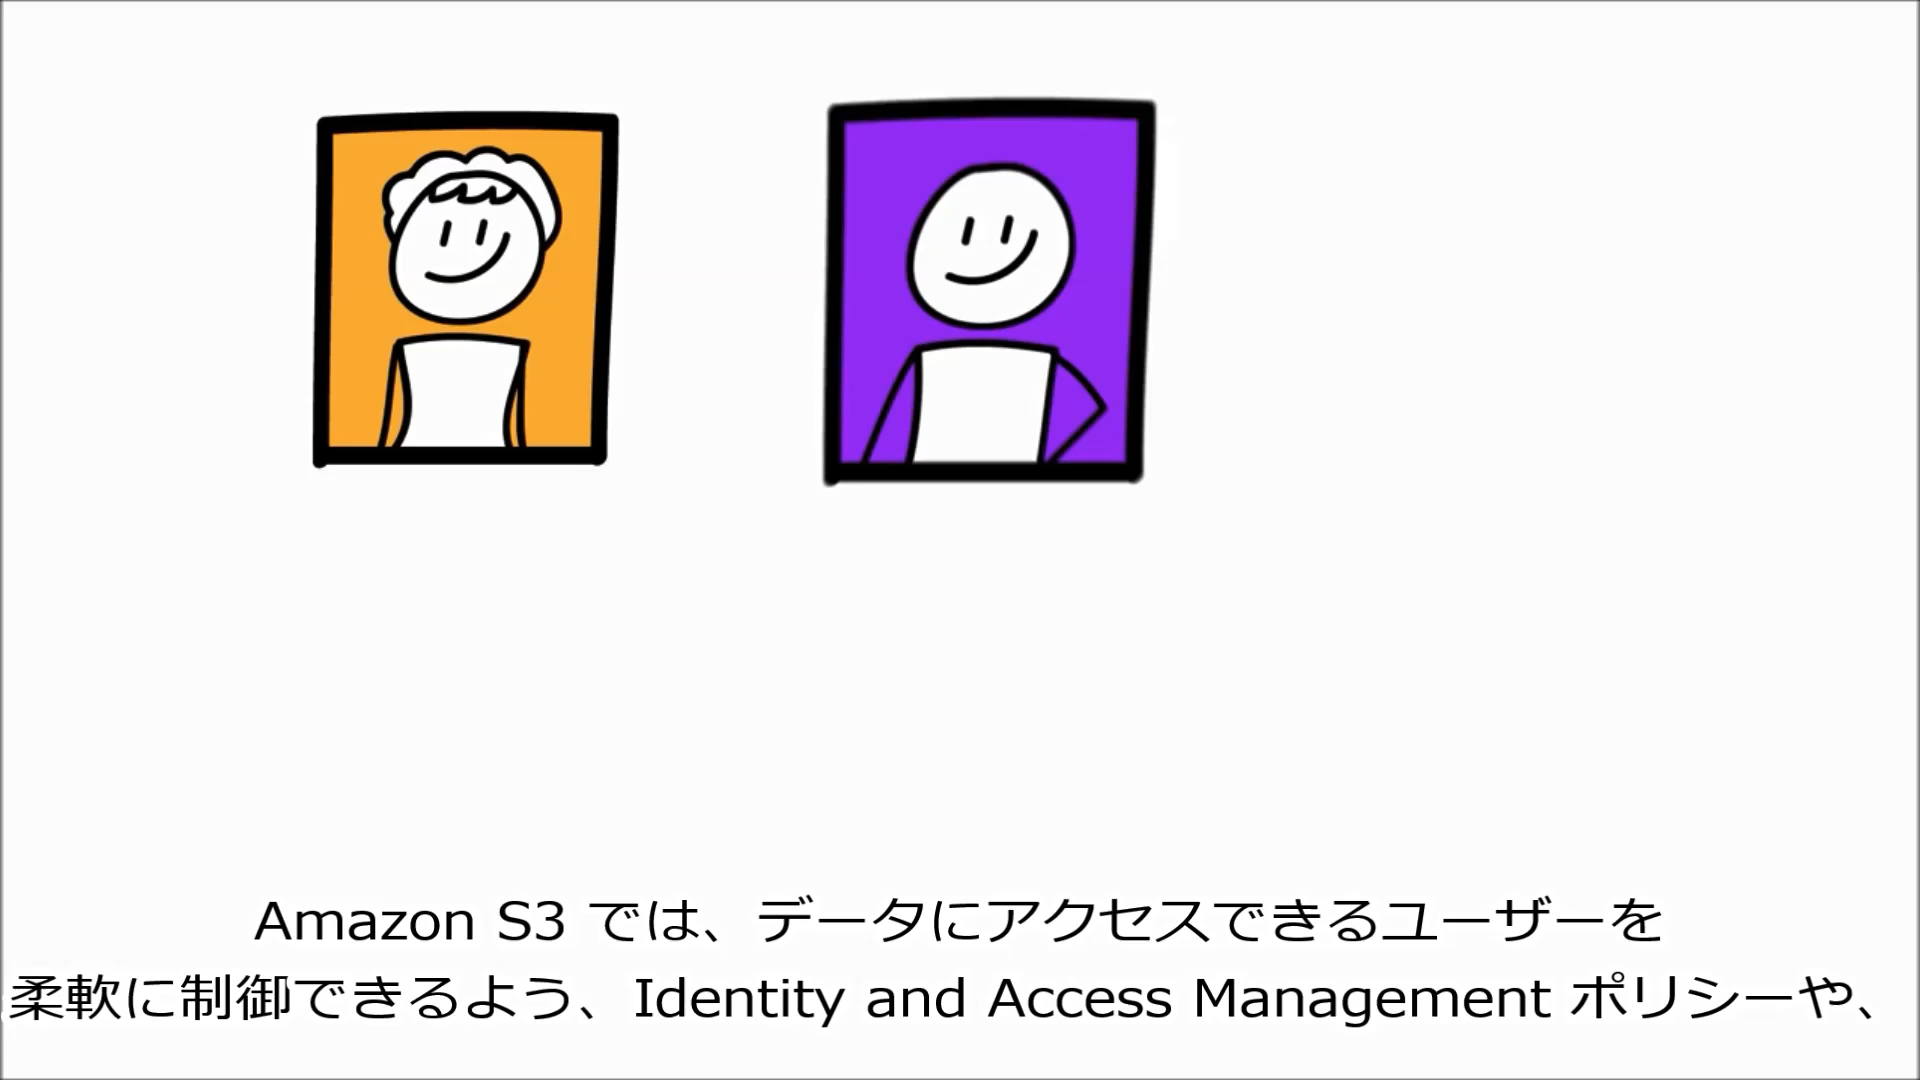 Amazon S3 では、データにアクセスできるユーザーを
柔軟に制御できるよう、Identity and Access Management ポリシーや、